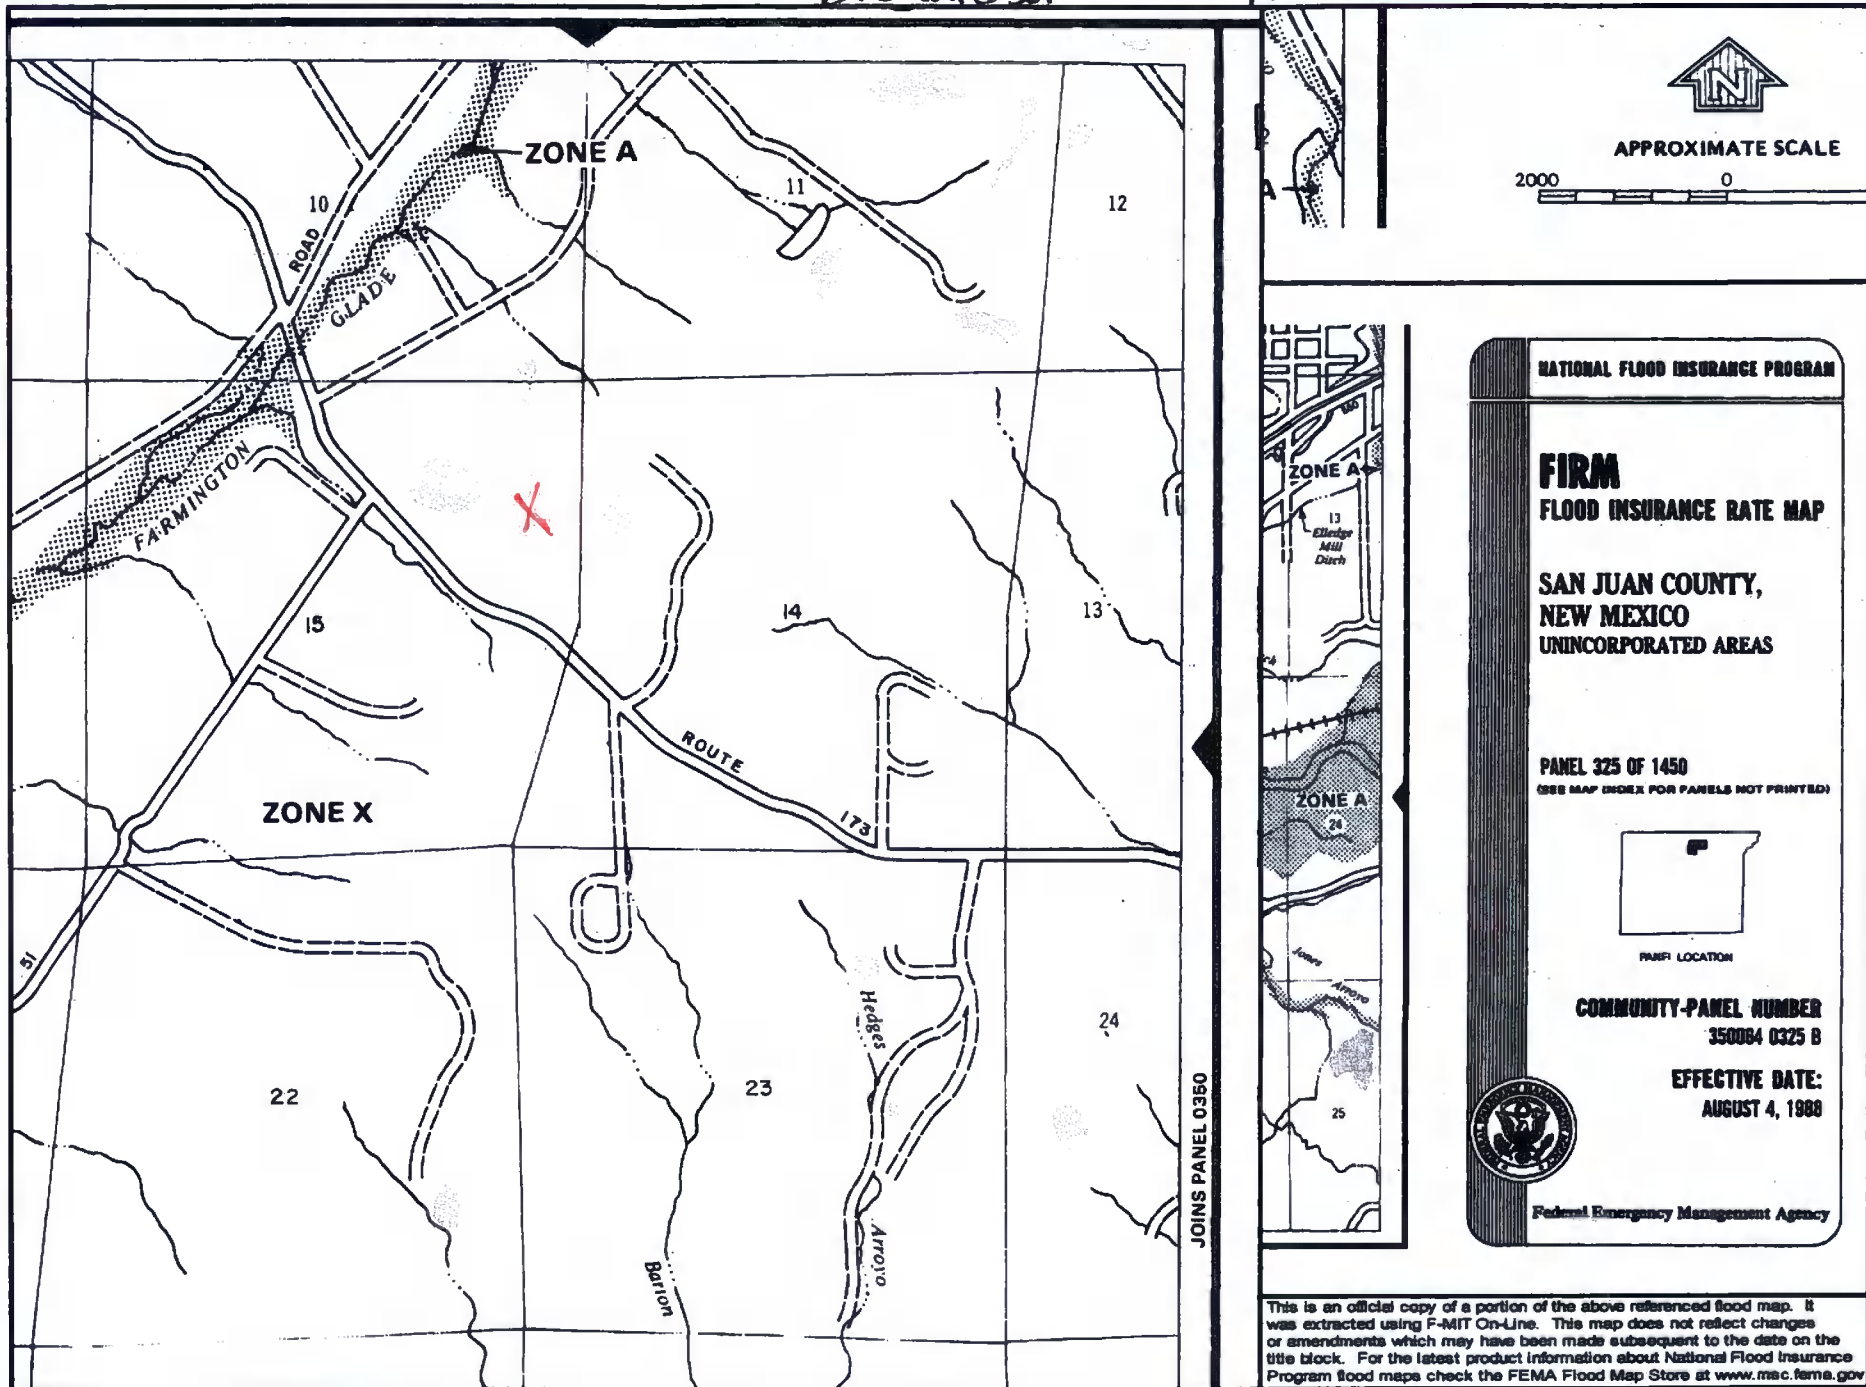 ZONE A
10
11
12
ROAD
GLADE
FARMINGTON
15
14
13
ROUTE
173
ZONE X
51
22
23
24
Hedges
Arroyo
Barton
JOINS PANEL 0350
A
ZONE A
13
Elledge
Mill
Ditch
ZONE A
24
Jones
Arroyo
25
N
APPROXIMATE SCALE
2000 0
NATIONAL FLOOD INSURANCE PROGRAM
FIRM
FLOOD INSURANCE RATE MAP
SAN JUAN COUNTY,
NEW MEXICO
UNINCORPORATED AREAS
PANEL 325 OF 1450
(SEE MAP INDEX FOR PANELS NOT PRINTED)
PANEL LOCATION
COMMUNITY-PANEL NUMBER
350064 0325 B
EFFECTIVE DATE:
AUGUST 4, 1988
Federal Emergency Management Agency
This is an official copy of a portion of the above referenced flood map. It
was extracted using F-MIT On-Line. This map does not reflect changes
or amendments which may have been made subsequent to the date on the
title block. For the latest product information about National Flood Insurance
Program flood maps check the FEMA Flood Map Store at www.msc.fema.gov